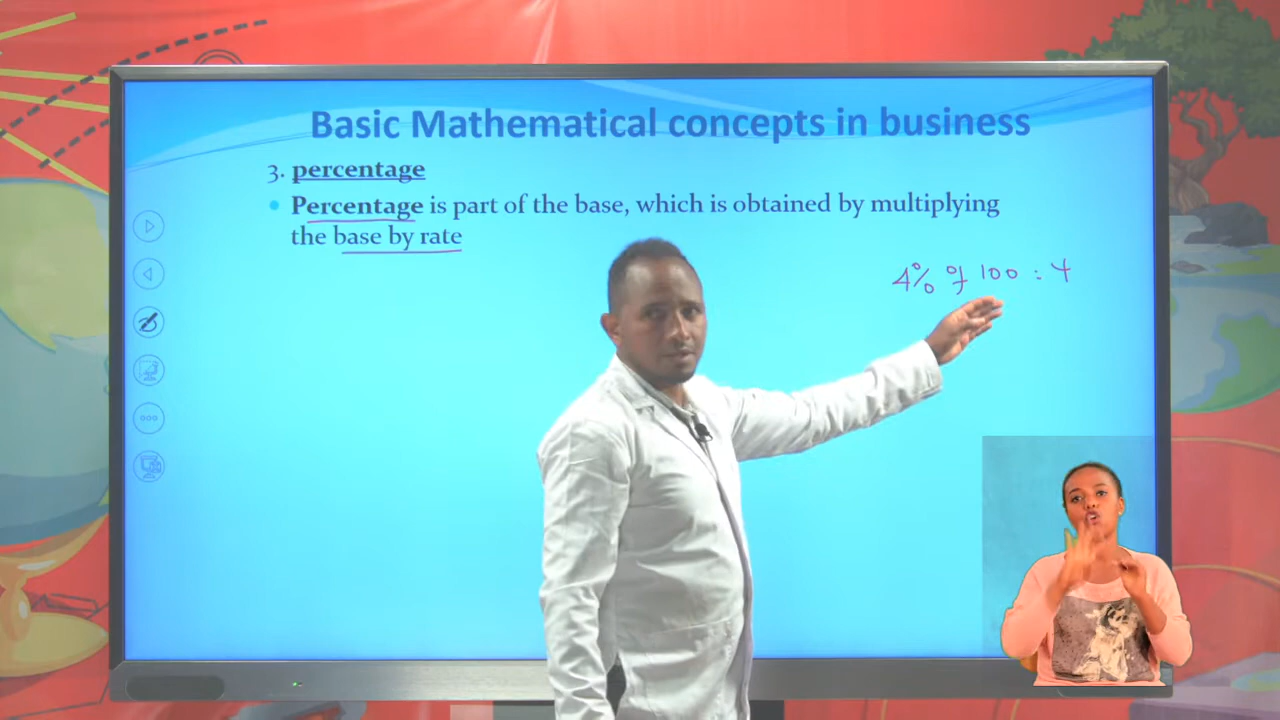 Basic Mathematical concepts in business
3. percentage
Percentage is part of the base, which is obtained by multiplying
the base by rate
4% of 100 : 4